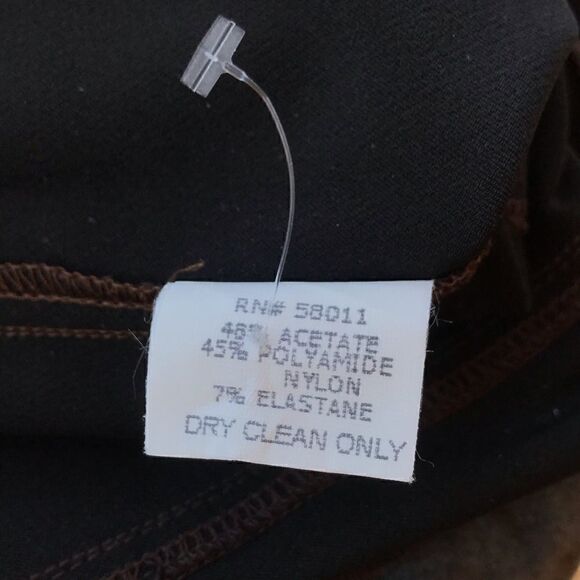 RN# 58011
48% ACETATE
45% POLYAMIDE
NYLON
7% ELASTANE
DRY CLEAN ONLY